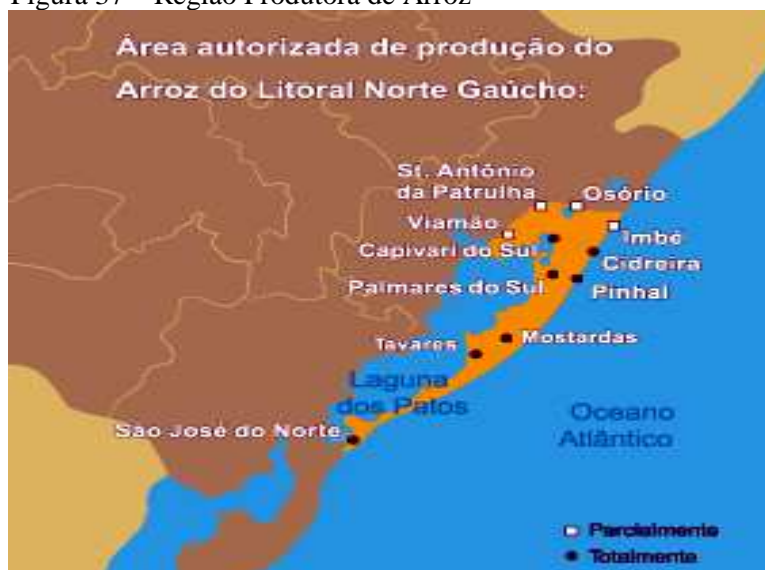 Figura 37 – Região Produtora de Arroz
Área autorizada de produção do
Arroz do Litoral Norte Gaúcho:
St. Antônio
da Patrulha
Osório
Viamão
Imbé
Capivari do Sul
Cidreira
Palmares do Sul
Pinhal
Tavares
Mostardas
Laguna
dos Patos
Oceano
Atlântico
São José do Norte
Parcialmente
Totalmente